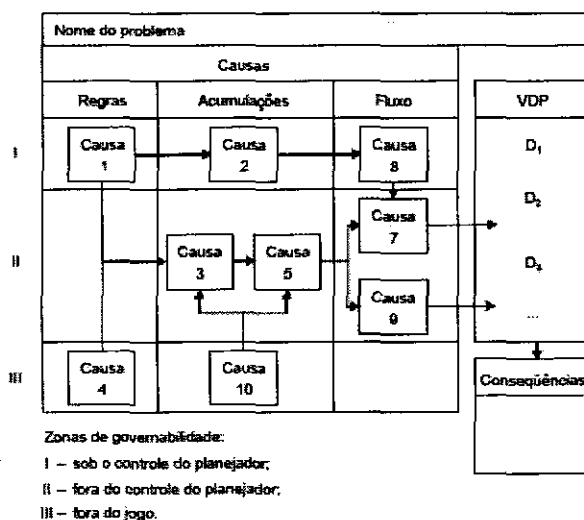 Nome do problema
Causas
Regras Acumulações Fluxo VDP
I
Causa 1
Causa 2
Causa 8
D₁
D₂
II
Causa 3
Causa 5
Causa 7
Causa 9
D₃
...
III
Causa 4
Causa 10
Conseqüências
Zonas de governabilidade:
I – sob o controle do planejador;
II – fora do controle do planejador;
III – fora do jogo.